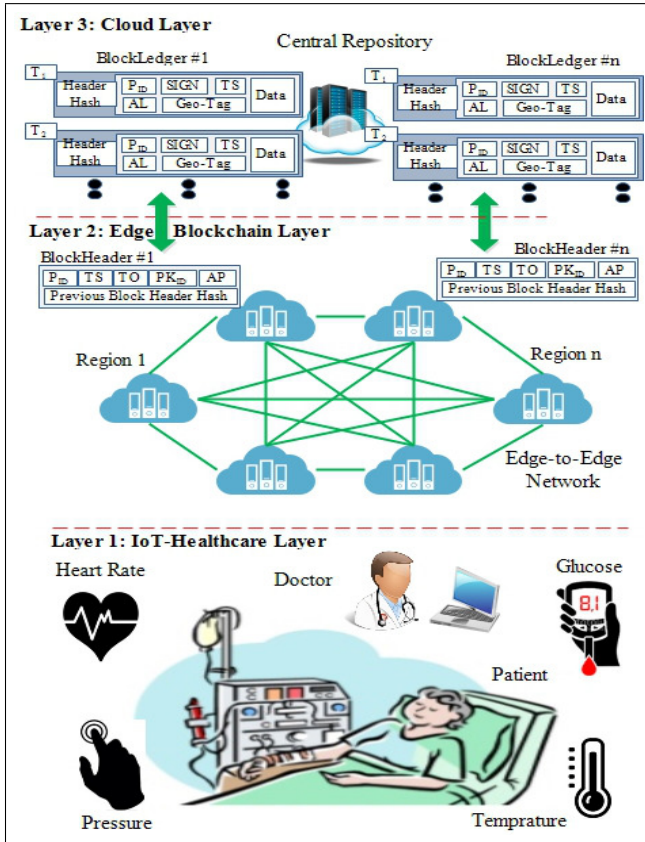 Layer 3: Cloud Layer
Central Repository
BlockLedger #1
T1
Header Hash
PID SIGN TS
AL Geo-Tag
Data
T2
Header Hash
PID SIGN TS
AL Geo-Tag
Data
BlockLedger #n
T1
Header Hash
PID SIGN TS
AL Geo-Tag
Data
T2
Header Hash
PID SIGN TS
AL Geo-Tag
Data
Layer 2: Edge Blockchain Layer
BlockHeader #1
PID TS TO PKID AP
Previous Block Header Hash
BlockHeader #n
PID TS TO PKID AP
Previous Block Header Hash
Region 1
Region n
Edge-to-Edge
Network
Layer 1: IoT-Healthcare Layer
Heart Rate
Doctor
Glucose
8.1
Patient
Pressure
Temprature